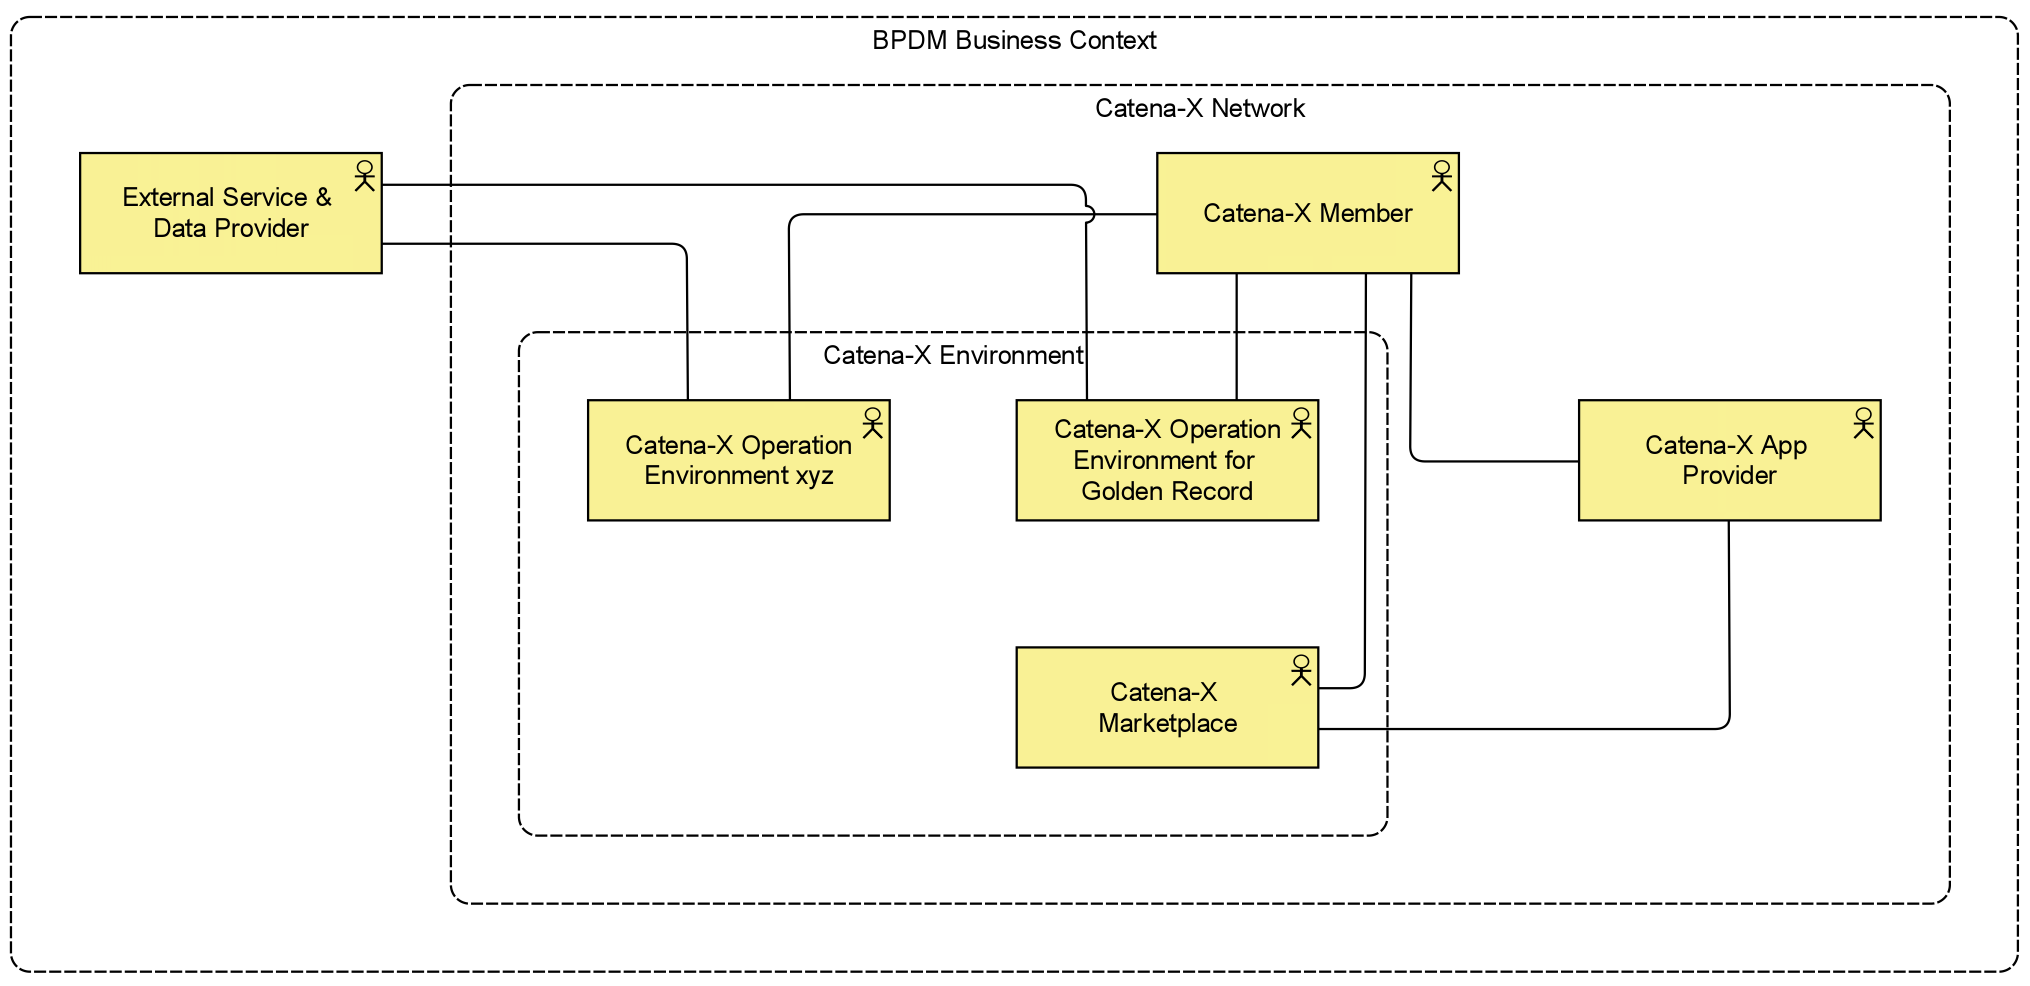 BPDM Business Context
Catena-X Network
External Service &
Data Provider
Catena-X Member
Catena-X Environment
Catena-X Operation
Environment xyz
Catena-X Operation
Environment for
Golden Record
Catena-X App
Provider
Catena-X
Marketplace